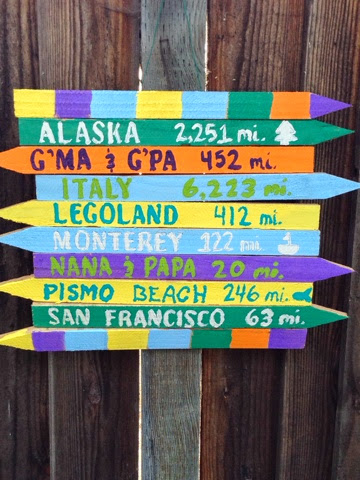 ALASKA 2,251 mi.
G'MA & G'PA 452 mi.
ITALY 6,223 mi.
LEGOLAND 412 mi.
MONTEREY 122 mi.
NANA & PAPA 20 mi.
PISMO BEACH 246 mi.
SAN FRANCISCO 63 mi.